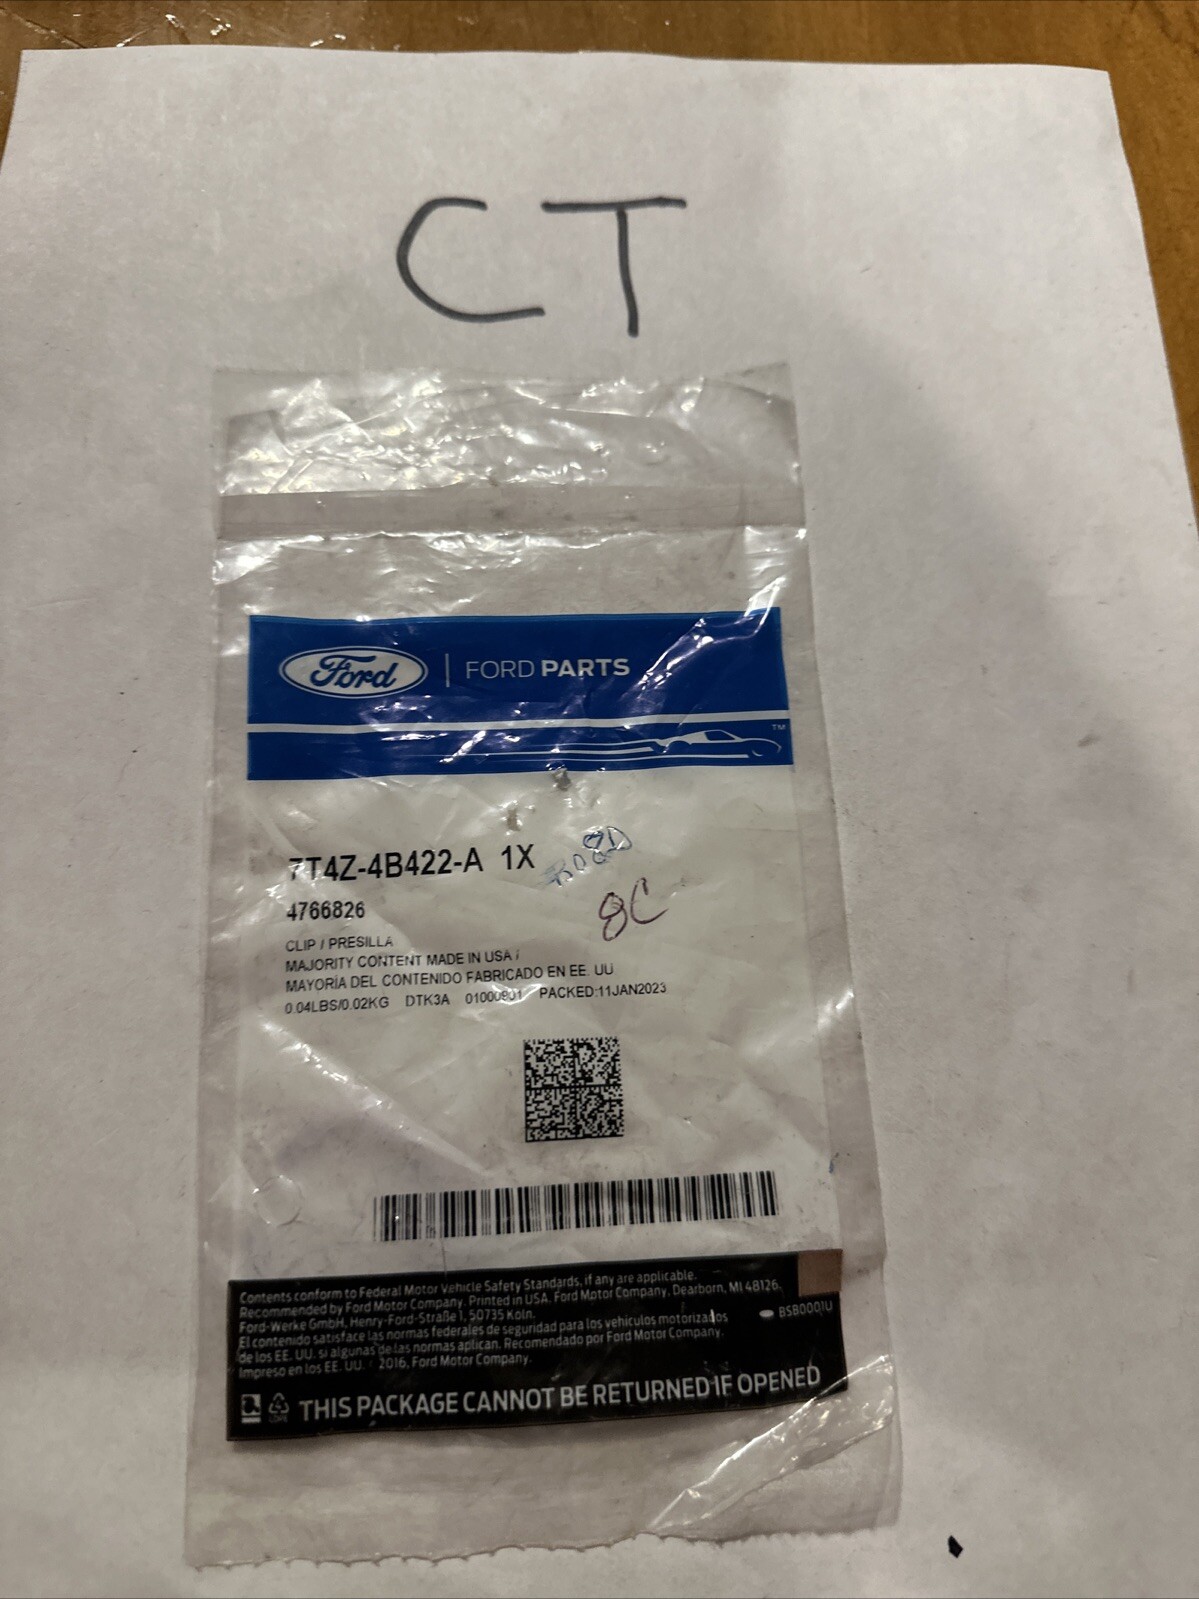 CT
Ford | FORD PARTS
TM
7T4Z-4B422-A 1X
8C
4766826
CLIP / PRESILLA
MAJORITY CONTENT MADE IN USA /
MAYORÍA DEL CONTENIDO FABRICADO EN EE. UU
0.04LBS/0.02KG DTK3A 01000901 PACKED:11JAN2023
Contents conform to Federal Motor Vehicle Safety Standards, if any are applicable.
Recommended by Ford Motor Company. Printed in USA. Ford Motor Company, Dearborn, MI 48126.
Ford-Werke GmbH, Henry-Ford-Straße 1, 50735 Köln.
El contenido satisface las normas federales de seguridad para los vehículos motorizados
de los EE. UU. si algunas de las normas aplican. Recomendado por Ford Motor Company.
Impreso en los EE. UU. © 2016, Ford Motor Company.
BSB0001U
LDPE
THIS PACKAGE CANNOT BE RETURNED IF OPENED